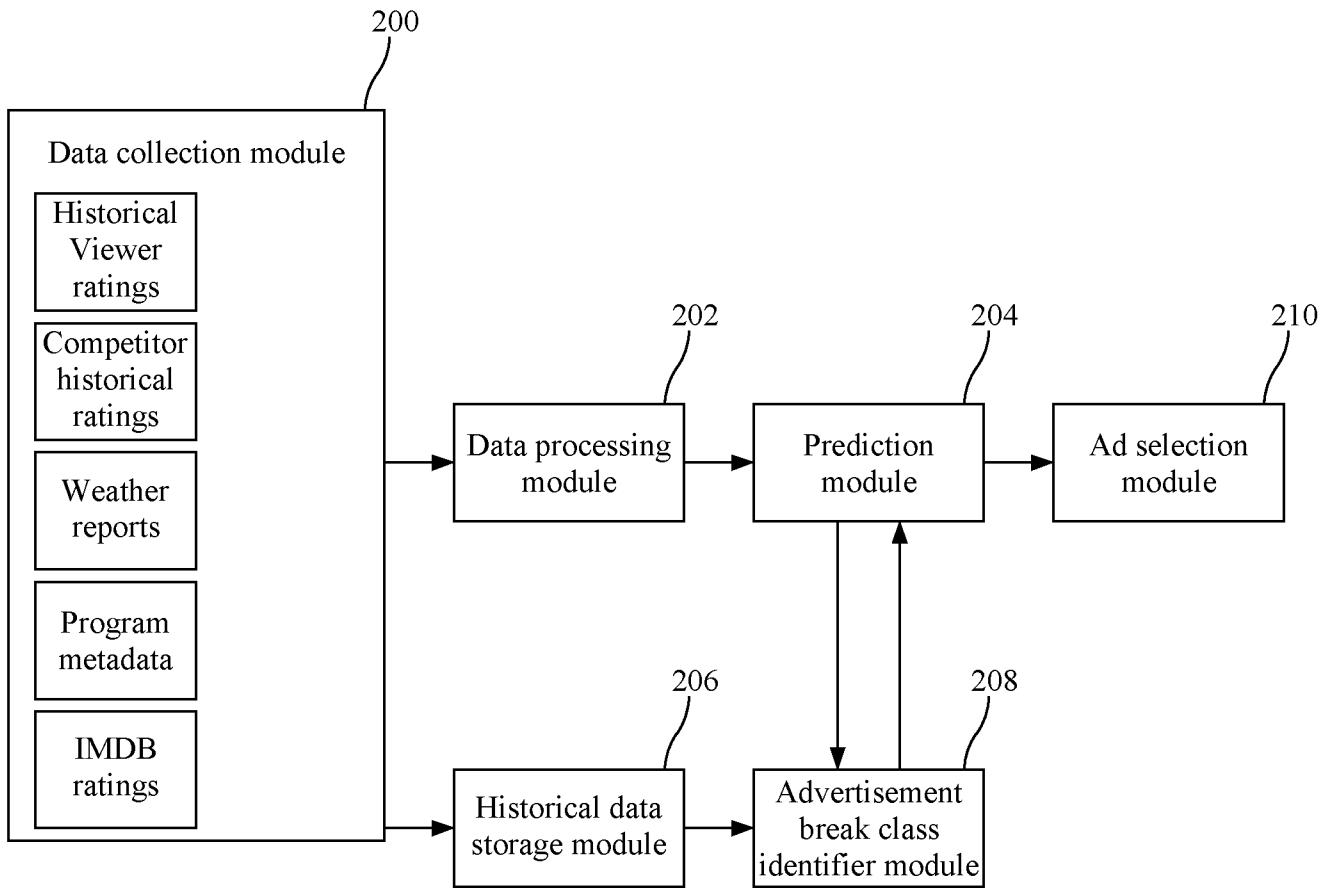 200
Data collection module
Historical
Viewer
ratings
Competitor
historical
ratings
Weather
reports
Program
metadata
IMDB
ratings
202
Data processing
module
204
Prediction
module
210
Ad selection
module
206
Historical data
storage module
208
Advertisement
break class
identifier module